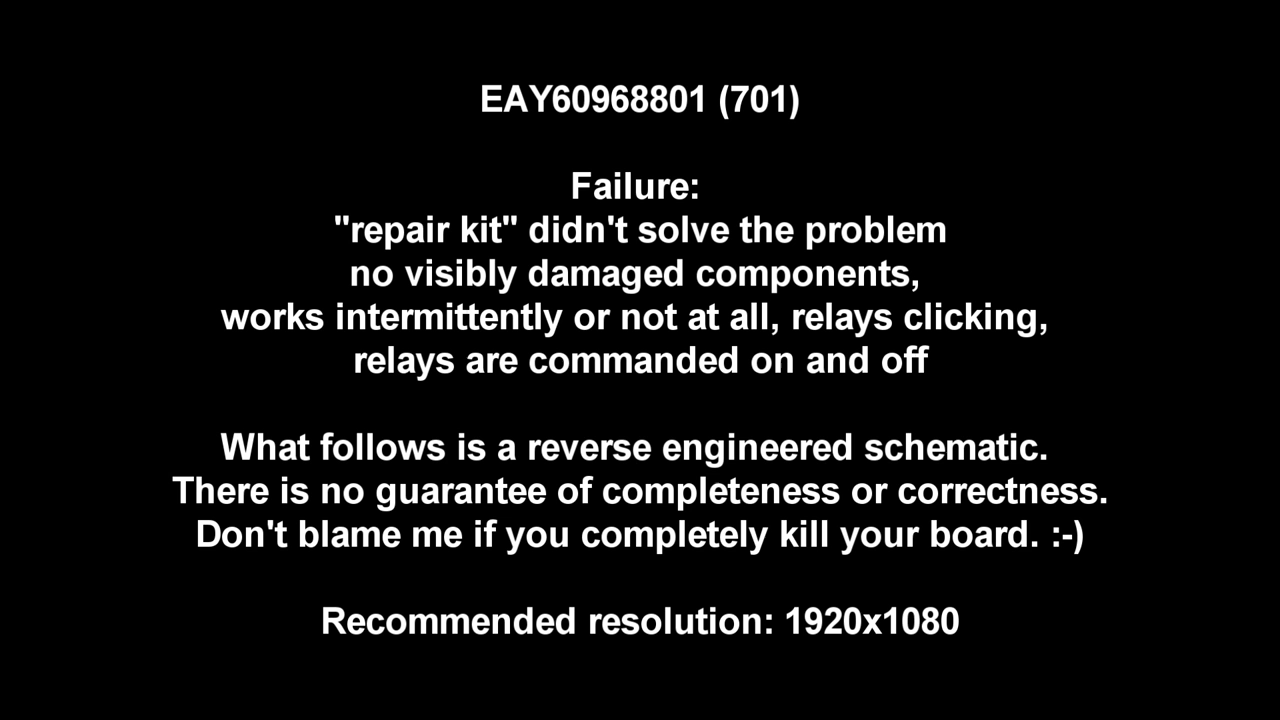 EAY60968801 (701)
Failure:
"repair kit" didn't solve the problem
no visibly damaged components,
works intermittently or not at all, relays clicking,
relays are commanded on and off
What follows is a reverse engineered schematic.
There is no guarantee of completeness or correctness.
Don't blame me if you completely kill your board. :-)
Recommended resolution: 1920x1080